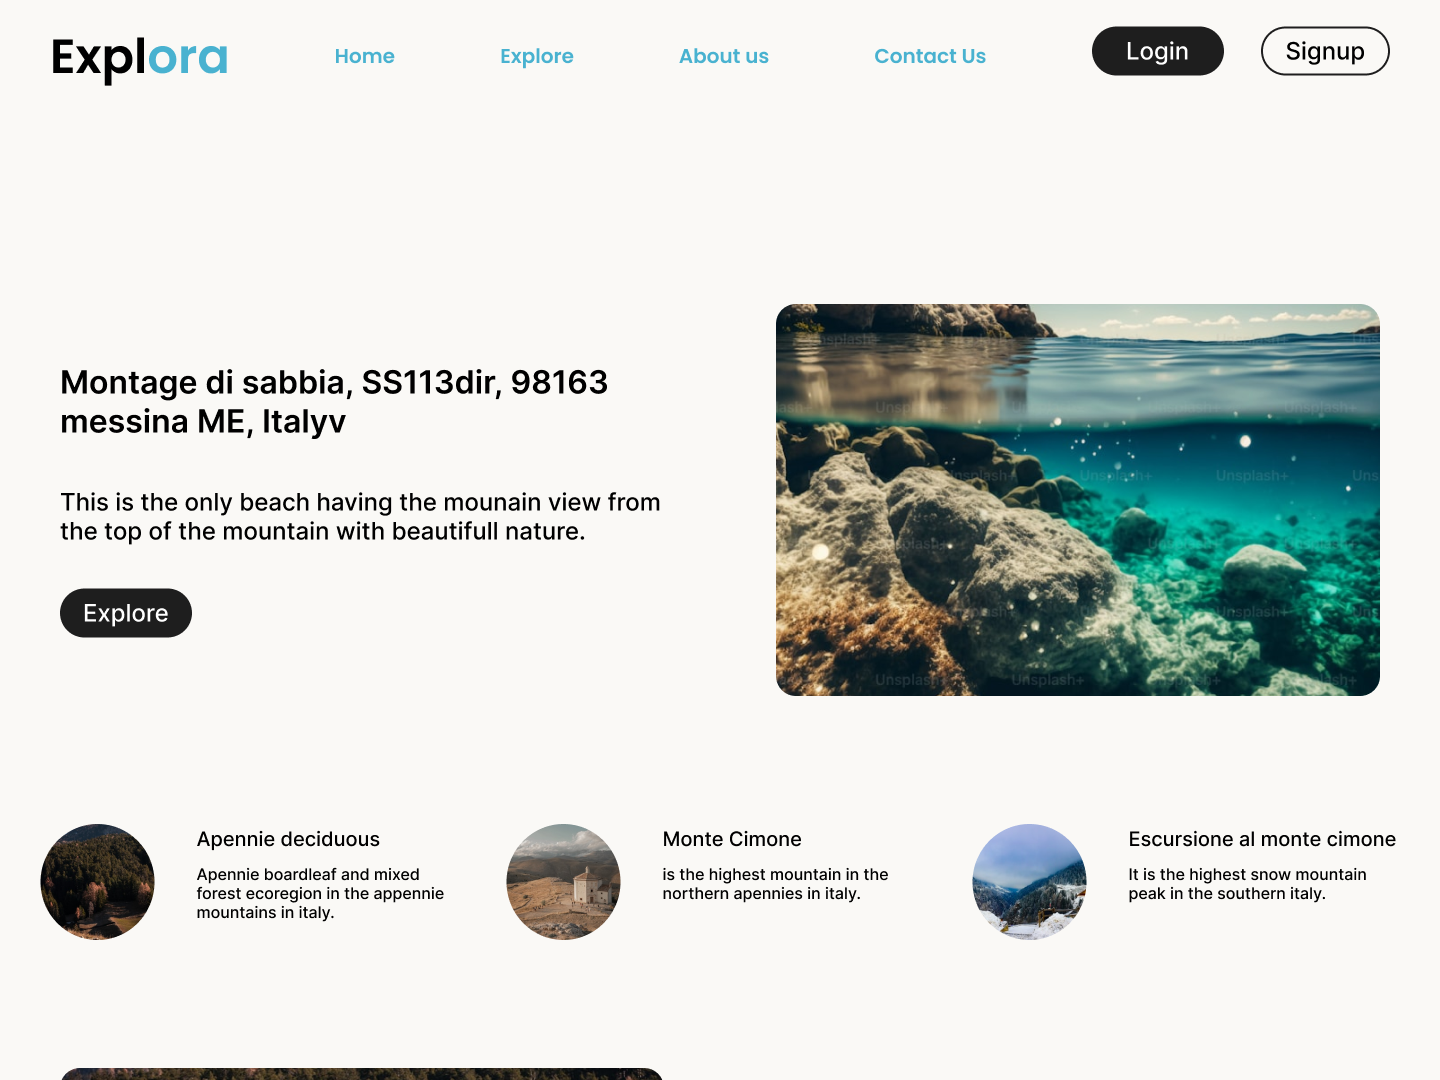 Explora
Home
Explore
About us
Contact Us
Login
Signup
Montage di sabbia, SS113dir, 98163
messina ME, Italyv
This is the only beach having the mounain view from
the top of the mountain with beautifull nature.
Explore
Unsplash+
Unsplash+
Unsplash+
Unsplash+
Unsplash+
Unsplash+
Apennie deciduous
Apennie boardleaf and mixed
forest ecoregion in the appennie
mountains in italy.
Monte Cimone
is the highest mountain in the
northern apennies in italy.
Escursione al monte cimone
It is the highest snow mountain
peak in the southern italy.